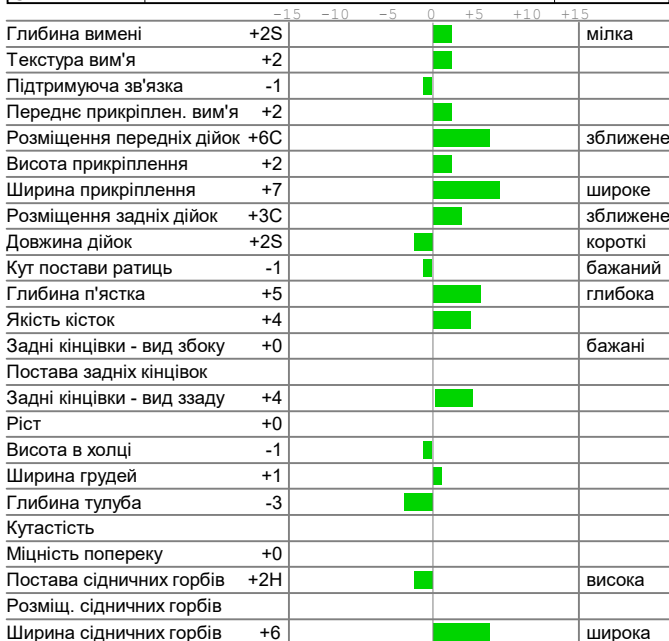 -15 -10 -5 0 +5 +10 +15
Глибина вимені +2S мілка
Текстура вим'я +2
Підтримуюча зв'язка -1
Переднє прикріплен. вим'я +2
Розміщення передніх дійок +6C зближене
Висота прикріплення +2
Ширина прикріплення +7 широке
Розміщення задніх дійок +3C зближене
Довжина дійок +2S короткі
Кут постави ратиць -1 бажаний
Глибина п'ястка +5 глибока
Якість кісток +4
Задні кінцівки - вид збоку +0 бажані
Постава задніх кінцівок
Задні кінцівки - вид ззаду +4
Ріст +0
Висота в холці -1
Ширина грудей +1
Глибина тулуба -3
Кутастість
Міцність попереку +0
Постава сідничних горбів +2H висока
Розміщ. сідничних горбів
Ширина сідничних горбів +6 широка